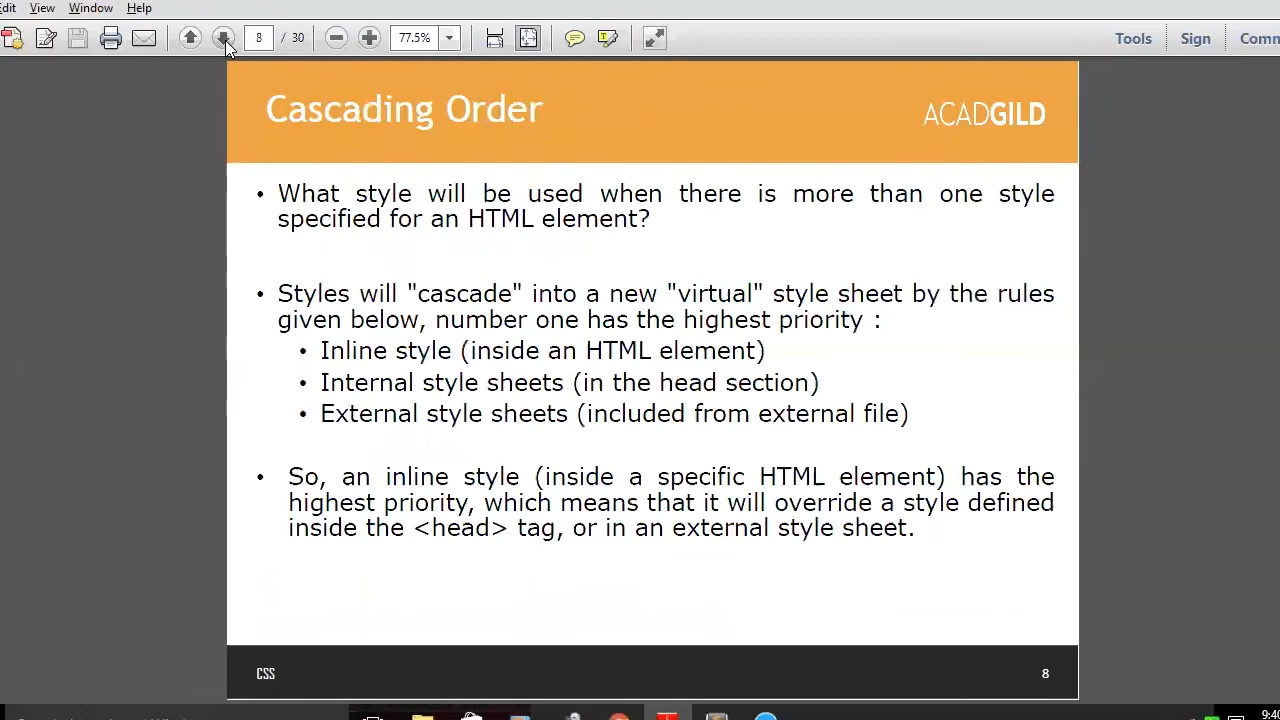 dit View Window Help
8 / 30 77.5% Tools Sign Comm
Cascading Order
ACADGILD
• What style will be used when there is more than one style
specified for an HTML element?
• Styles will "cascade" into a new "virtual" style sheet by the rules
given below, number one has the highest priority :
• Inline style (inside an HTML element)
• Internal style sheets (in the head section)
• External style sheets (included from external file)
• So, an inline style (inside a specific HTML element) has the
highest priority, which means that it will override a style defined
inside the <head> tag, or in an external style sheet.
CSS
8
9:40